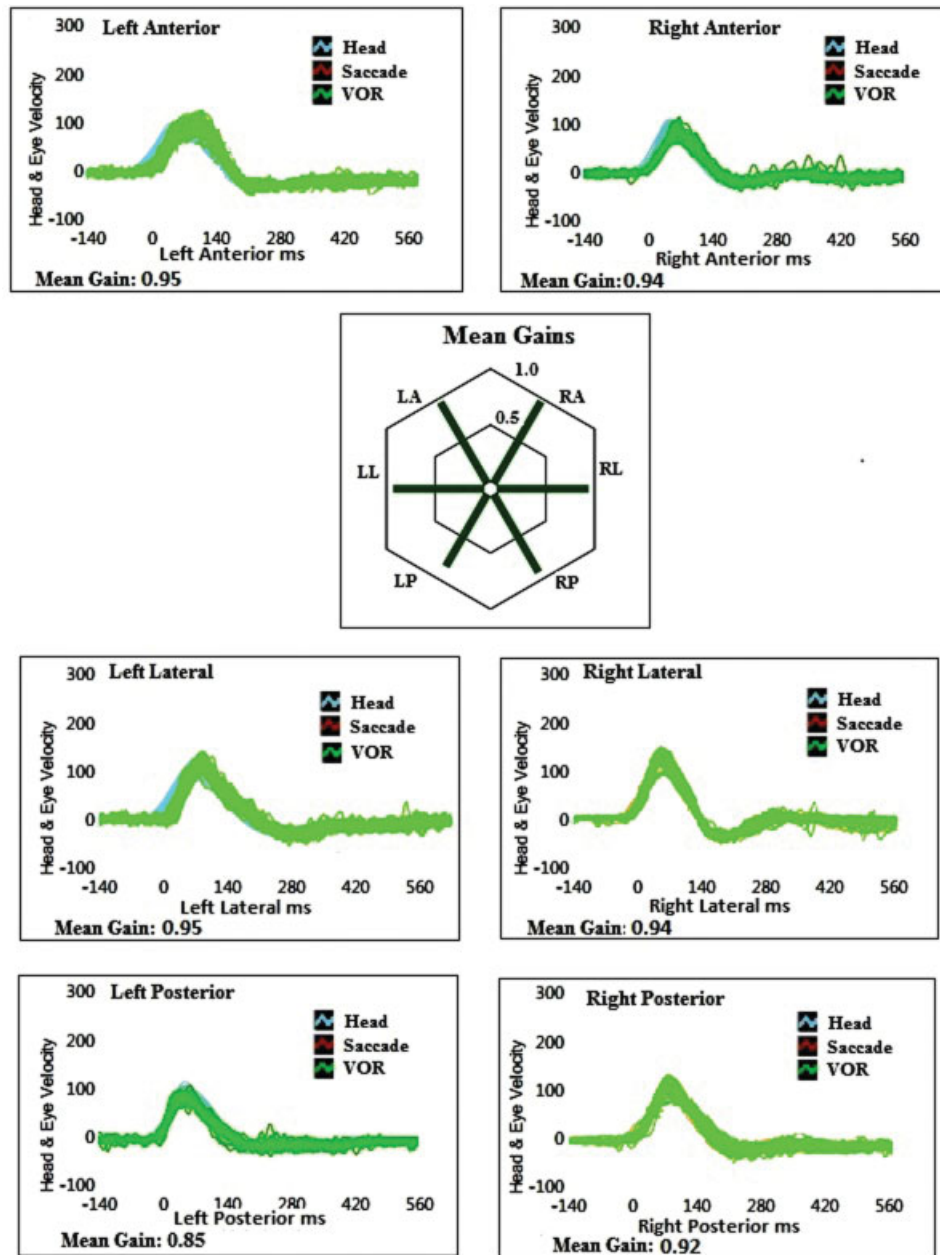 Left Anterior
300
200
100
0
-100
Head & Eye Velocity
Head
Saccade
VOR
-140 0 140 280 420 560
Left Anterior ms
Mean Gain: 0.95
Right Anterior
300
200
100
0
-100
Head & Eye Velocity
Head
Saccade
VOR
-140 0 140 280 420 560
Right Anterior ms
Mean Gain:0.94
Mean Gains
1.0
LA RA
0.5
LL RL
LP RP
Left Lateral
300
200
100
0
-100
Head & Eye Velocity
Head
Saccade
VOR
-140 0 140 280 420 560
Left Lateral ms
Mean Gain: 0.95
Right Lateral
300
200
100
0
-100
Head & Eye Velocity
Head
Saccade
VOR
-140 0 140 280 420 560
Right Lateral ms
Mean Gain: 0.94
Left Posterior
300
200
100
0
-100
Head & Eye Velocity
Head
Saccade
VOR
-140 0 140 280 420 560
Left Posterior ms
Mean Gain: 0.85
Right Posterior
300
200
100
0
-100
Head & Eye Velocity
Head
Saccade
VOR
-140 0 140 280 420 560
Right Posterior ms
Mean Gain: 0.92